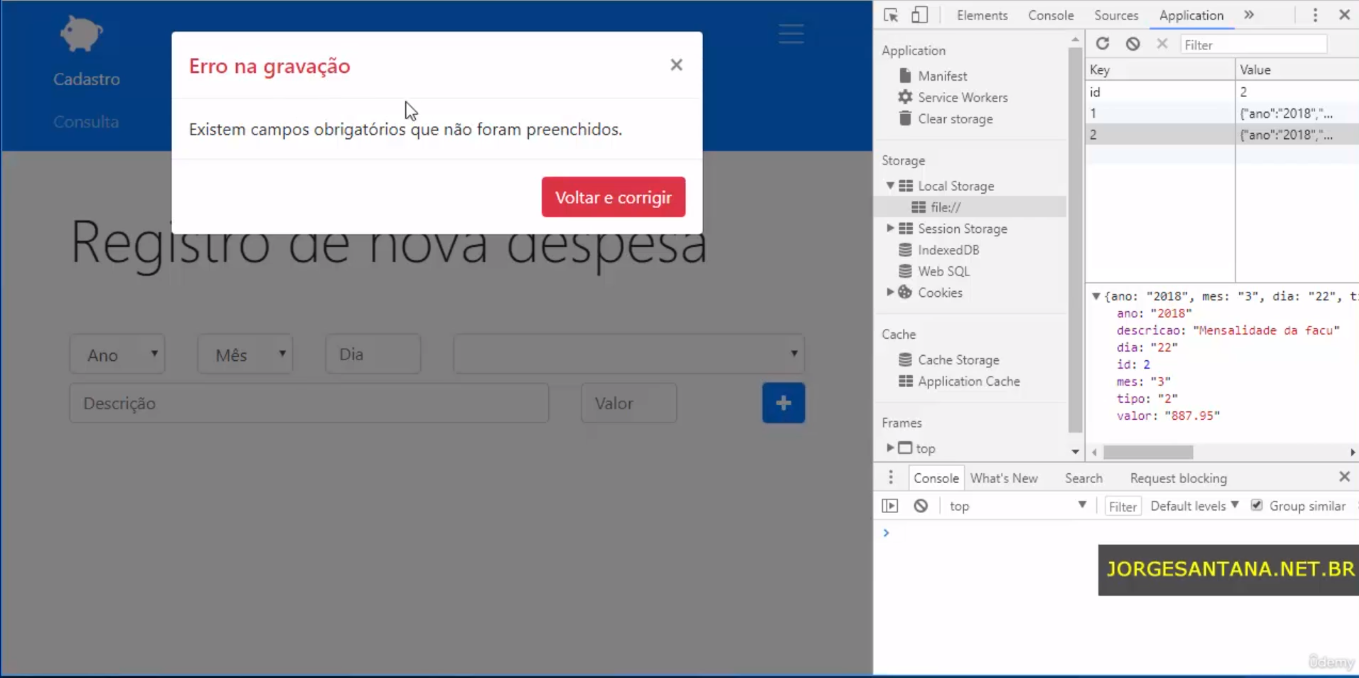 Cadastro
Consulta
Erro na gravação
×
Existem campos obrigatórios que não foram preenchidos.
Voltar e corrigir
Registro de nova despesa
Ano
Mês
Dia
Descrição
Valor
+
Elements Console Sources Application »
Application
Manifest
Service Workers
Clear storage
Storage
Local Storage
file://
Session Storage
IndexedDB
Web SQL
Cookies
Cache
Cache Storage
Application Cache
Frames
top
Filter
Key Value
id 2
1 {"ano":"2018","...
2 {"ano":"2018","...
{ano: "2018", mes: "3", dia: "22", t
ano: "2018"
descricao: "Mensalidade da facu"
dia: "22"
id: 2
mes: "3"
tipo: "2"
valor: "887.95"
Console What's New Search Request blocking
top Filter Default levels Group similar
JORGESANTANA.NET.BR
ûdemy